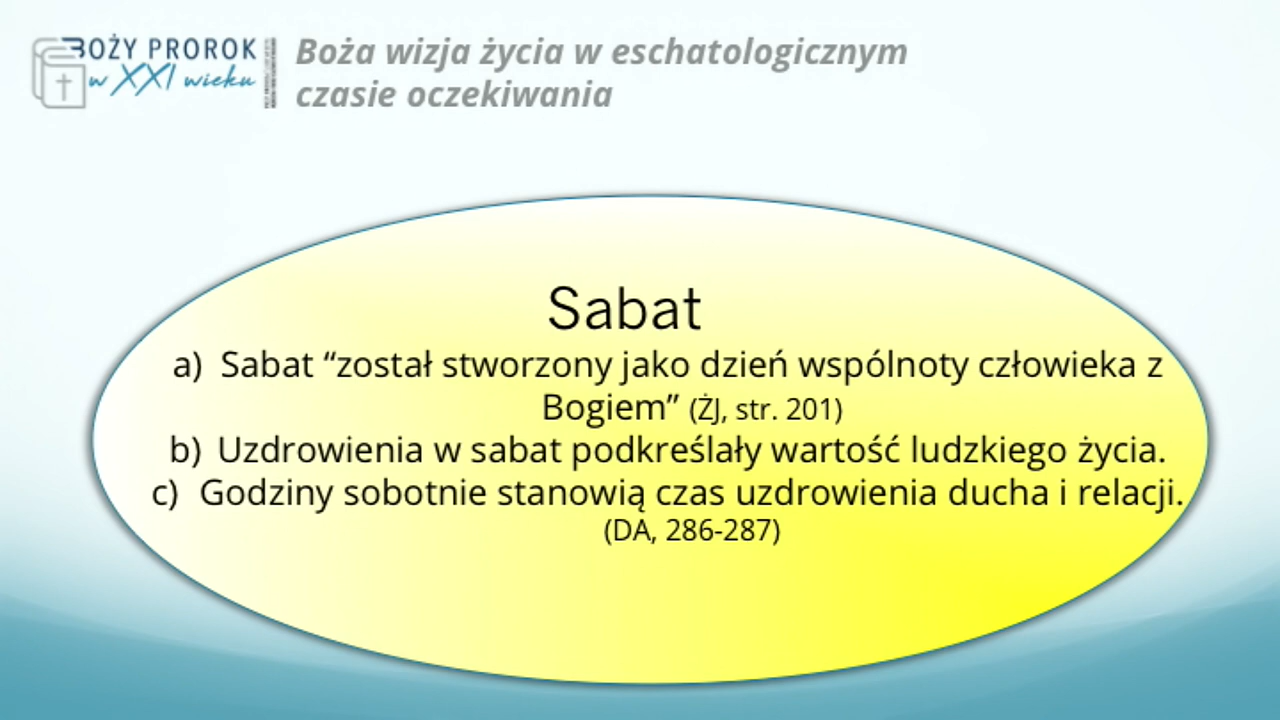 BOŻY PROROK
w XXI wieku
Boża wizja życia w eschatologicznym
czasie oczekiwania
Sabat
a) Sabat “został stworzony jako dzień wspólnoty człowieka z
Bogiem” (ŻJ, str. 201)
b) Uzdrowienia w sabat podkreślały wartość ludzkiego życia.
c) Godziny sobotnie stanowią czas uzdrowienia ducha i relacji.
(DA, 286-287)